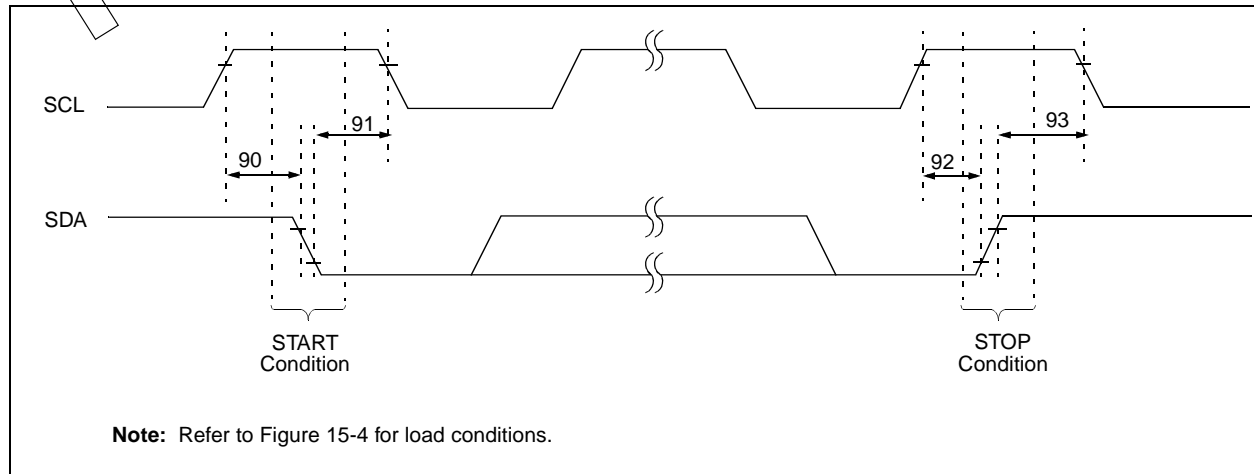 SCL
91
93
90
92
SDA
START
Condition
STOP
Condition
Note: Refer to Figure 15-4 for load conditions.